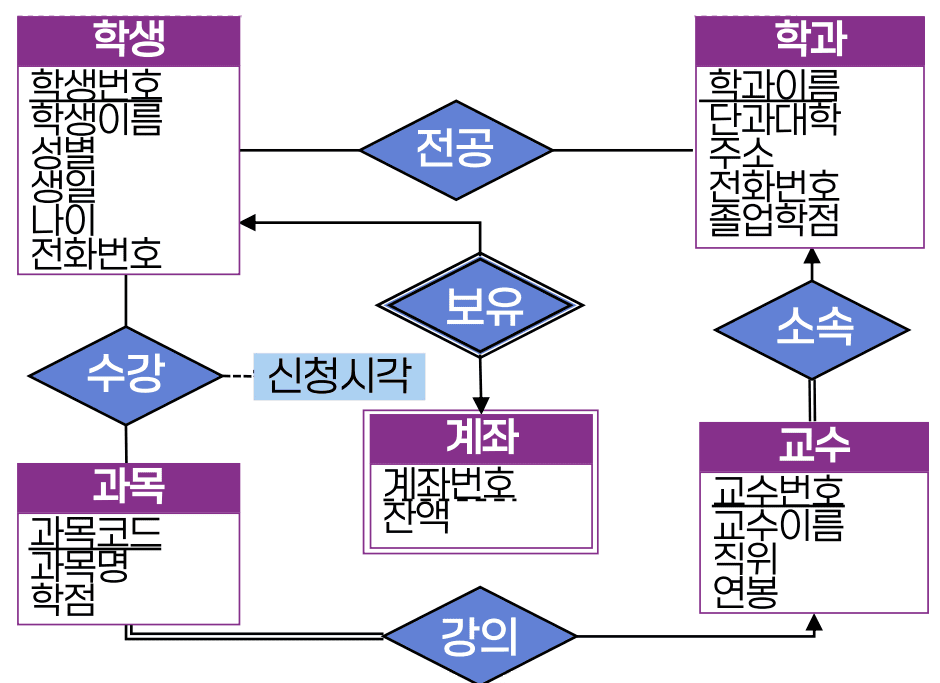 학생
학생번호
학생이름
성별
생일
나이
전화번호
전공
학과
학과이름
단과대학
주소
전화번호
졸업학점
보유
소속
수강
신청시각
계좌
계좌번호
잔액
교수
교수번호
교수이름
직위
연봉
과목
과목코드
과목명
학점
강의